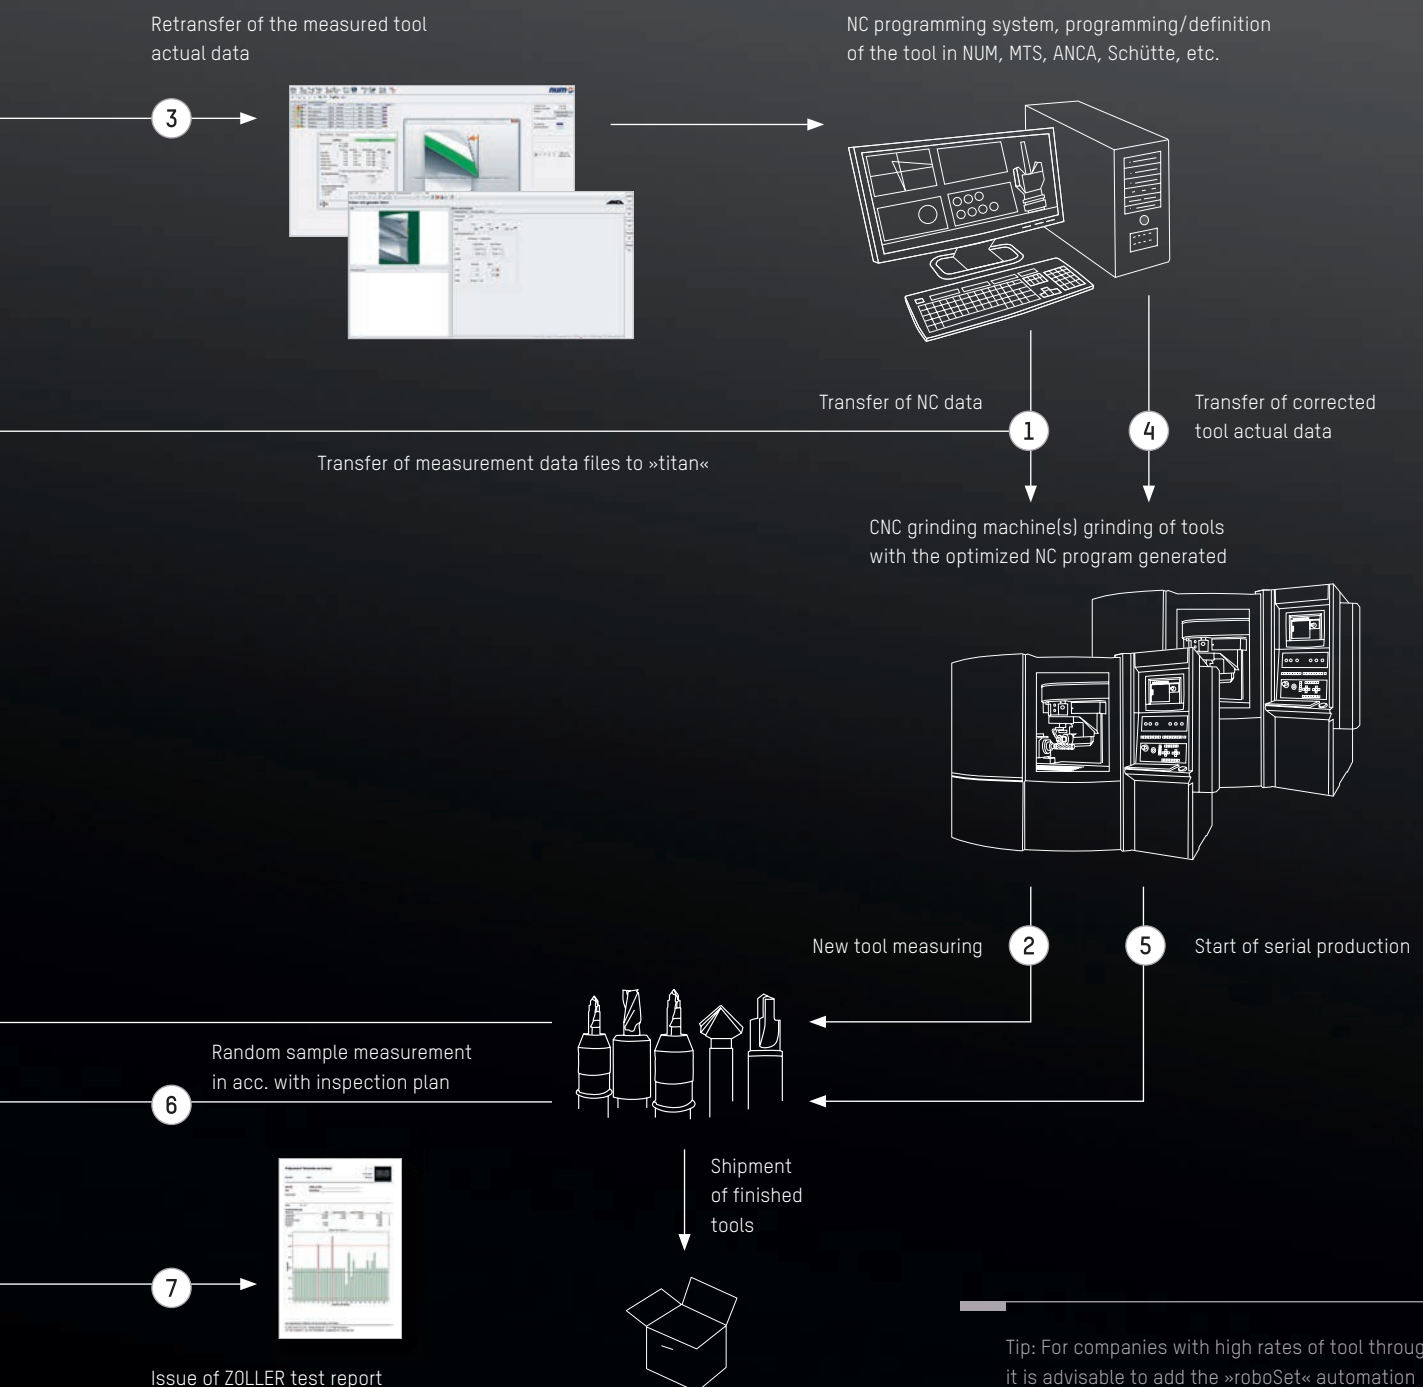 Retransfer of the measured tool
actual data
NC programming system, programming/definition
of the tool in NUM, MTS, ANCA, Schütte, etc.
3
num
Transfer of NC data
1
4
Transfer of corrected
tool actual data
Transfer of measurement data files to »titan«
CNC grinding machine(s) grinding of tools
with the optimized NC program generated
New tool measuring
2
5
Start of serial production
Random sample measurement
in acc. with inspection plan
6
Shipment
of finished
tools
7
Issue of ZOLLER test report
Tip: For companies with high rates of tool throug
it is advisable to add the »roboSet« automation